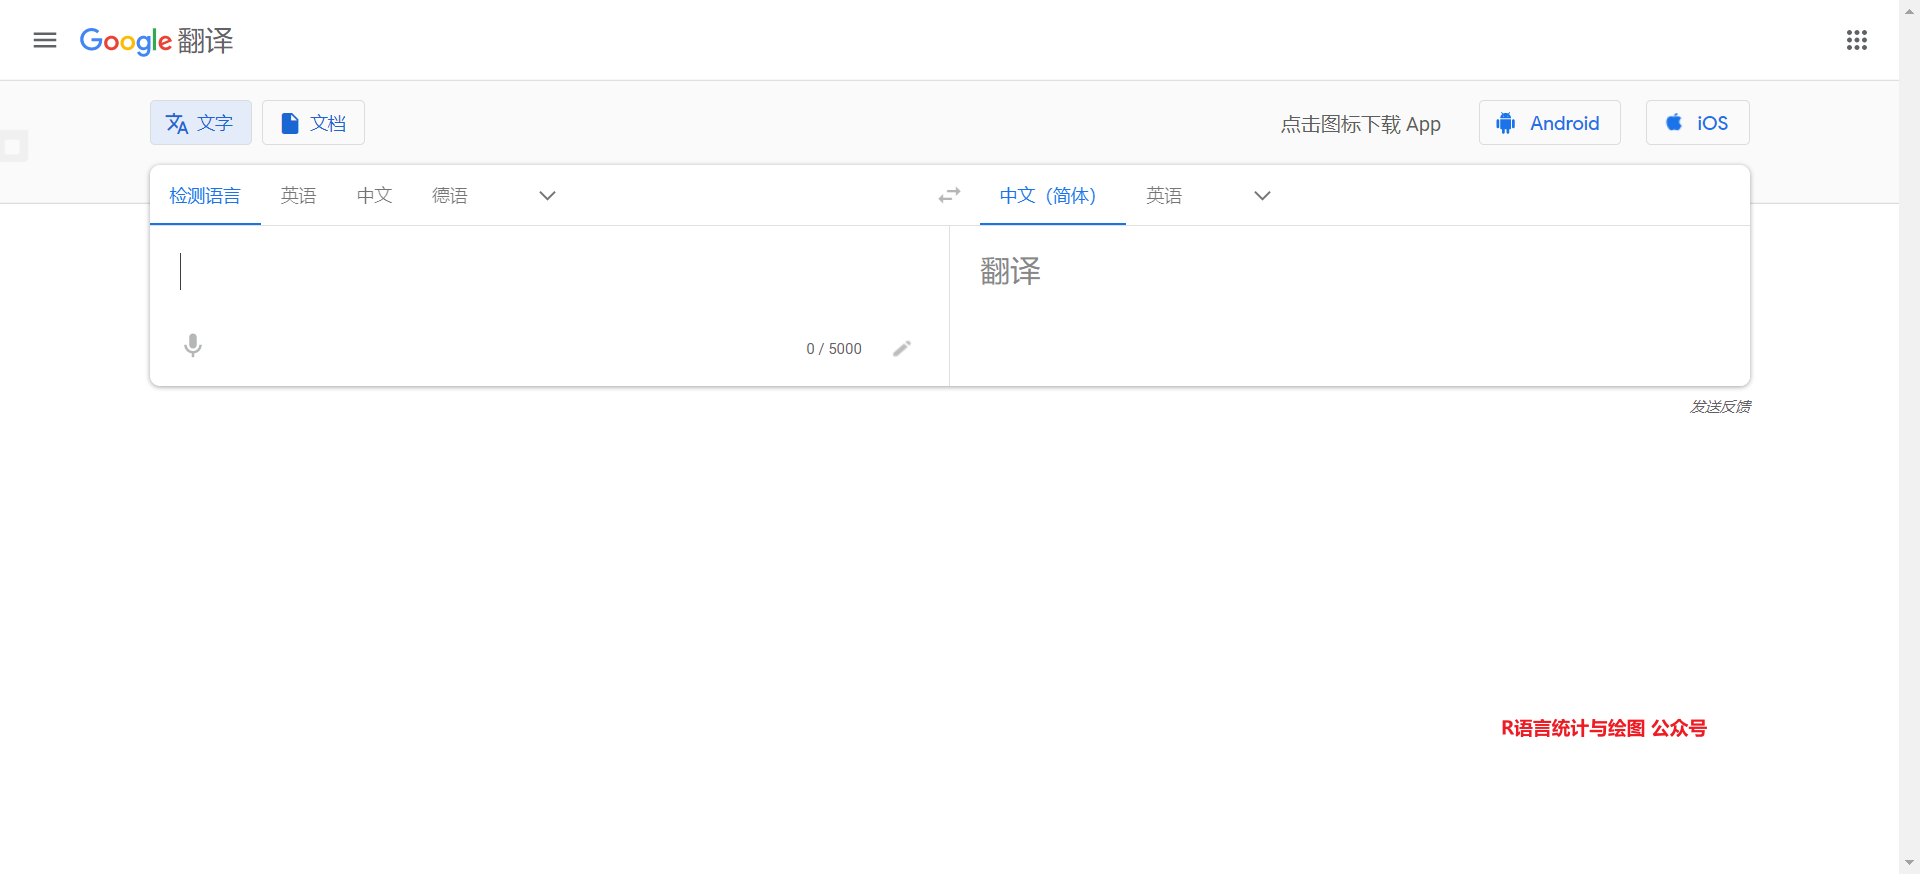 Google 翻译
文字 文档 点击图标下载 App Android iOS
检测语言 英语 中文 德语 中文（简体） 英语
翻译
0 / 5000
发送反馈
R语言统计与绘图 公众号